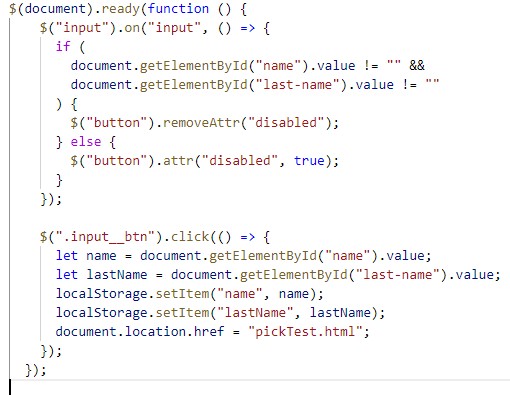 $(document).ready(function () {
    $("input").on("input", () => {
      if (
        document.getElementById("name").value != "" &&
        document.getElementById("last-name").value != ""
      ) {
        $("button").removeAttr("disabled");
      } else {
        $("button").attr("disabled", true);
      }
    });

    $(".input__btn").click(() => {
      let name = document.getElementById("name").value;
      let lastName = document.getElementById("last-name").value;
      localStorage.setItem("name", name);
      localStorage.setItem("lastName", lastName);
      document.location.href = "pickTest.html";
    });
  });